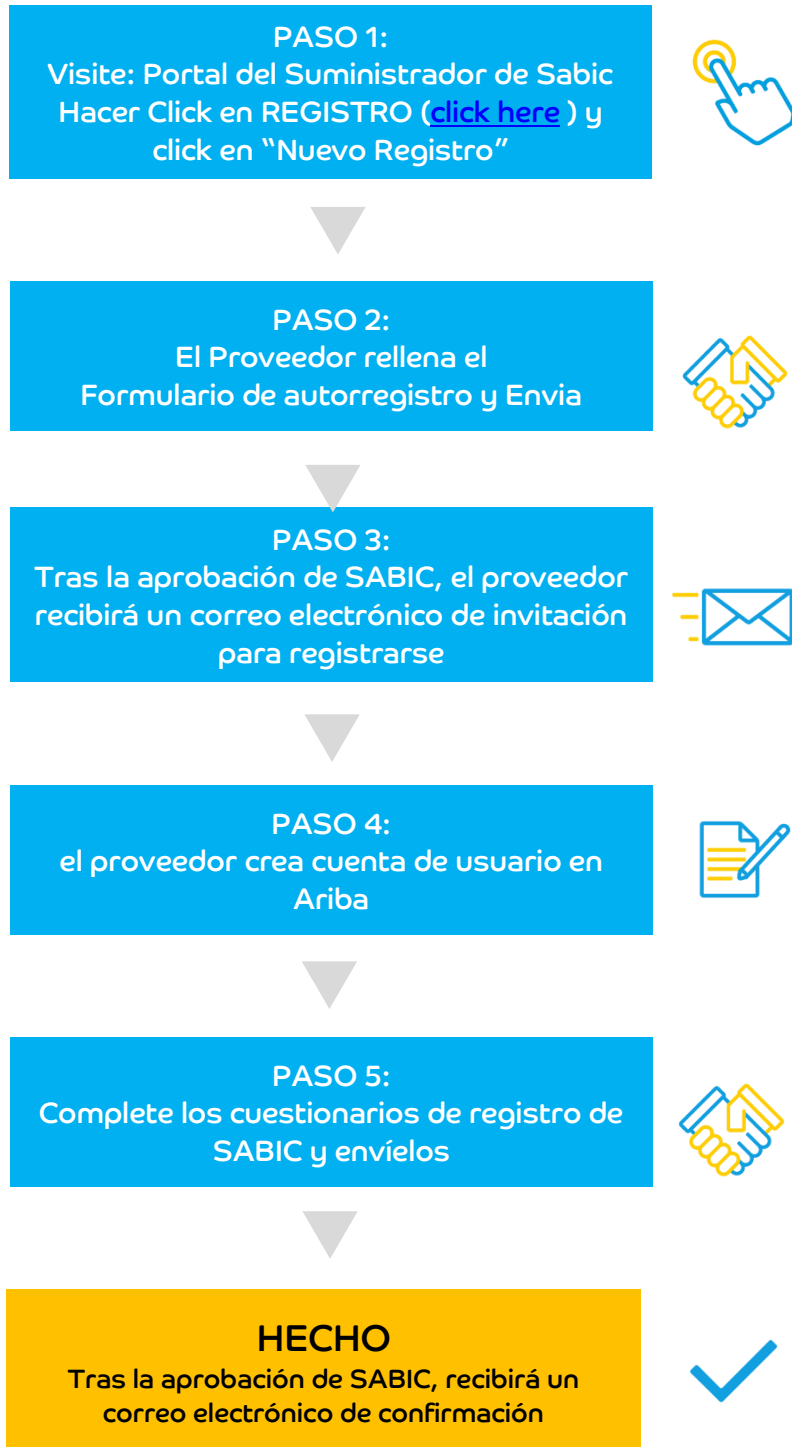 PASO 1:
Visite: Portal del Suministrador de Sabic
Hacer Click en REGISTRO (click here ) y
click en “Nuevo Registro”
PASO 2:
El Proveedor rellena el
Formulario de autorregistro y Envia
PASO 3:
Tras la aprobación de SABIC, el proveedor
recibirá un correo electrónico de invitación
para registrarse
PASO 4:
el proveedor crea cuenta de usuario en
Ariba
PASO 5:
Complete los cuestionarios de registro de
SABIC y envíelos
HECHO
Tras la aprobación de SABIC, recibirá un
correo electrónico de confirmación